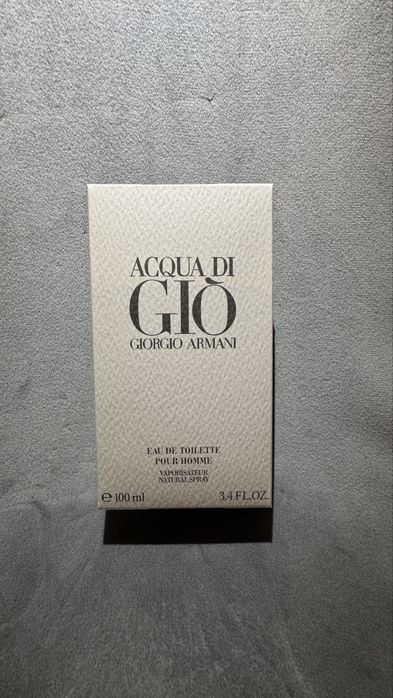 ACQUA DI
GIÒ
GIORGIO ARMANI
EAU DE TOILETTE
POUR HOMME
VAPORISATEUR
NATURAL SPRAY
℮ 100 ml 3.4 FL.OZ.